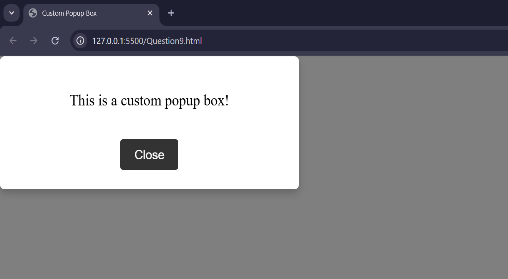 Custom Popup Box
127.0.0.1:5500/Question9.html
This is a custom popup box!
Close